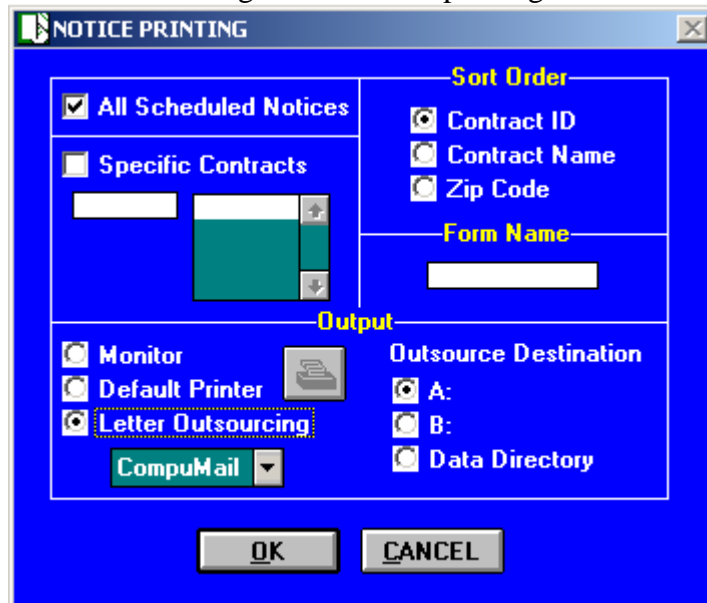 NOTICE PRINTING
All Scheduled Notices
Specific Contracts
Sort Order
Contract ID
Contract Name
Zip Code
Form Name
Output
Monitor
Default Printer
Letter Outsourcing
CompuMail
Outsource Destination
A:
B:
Data Directory
OK
CANCEL